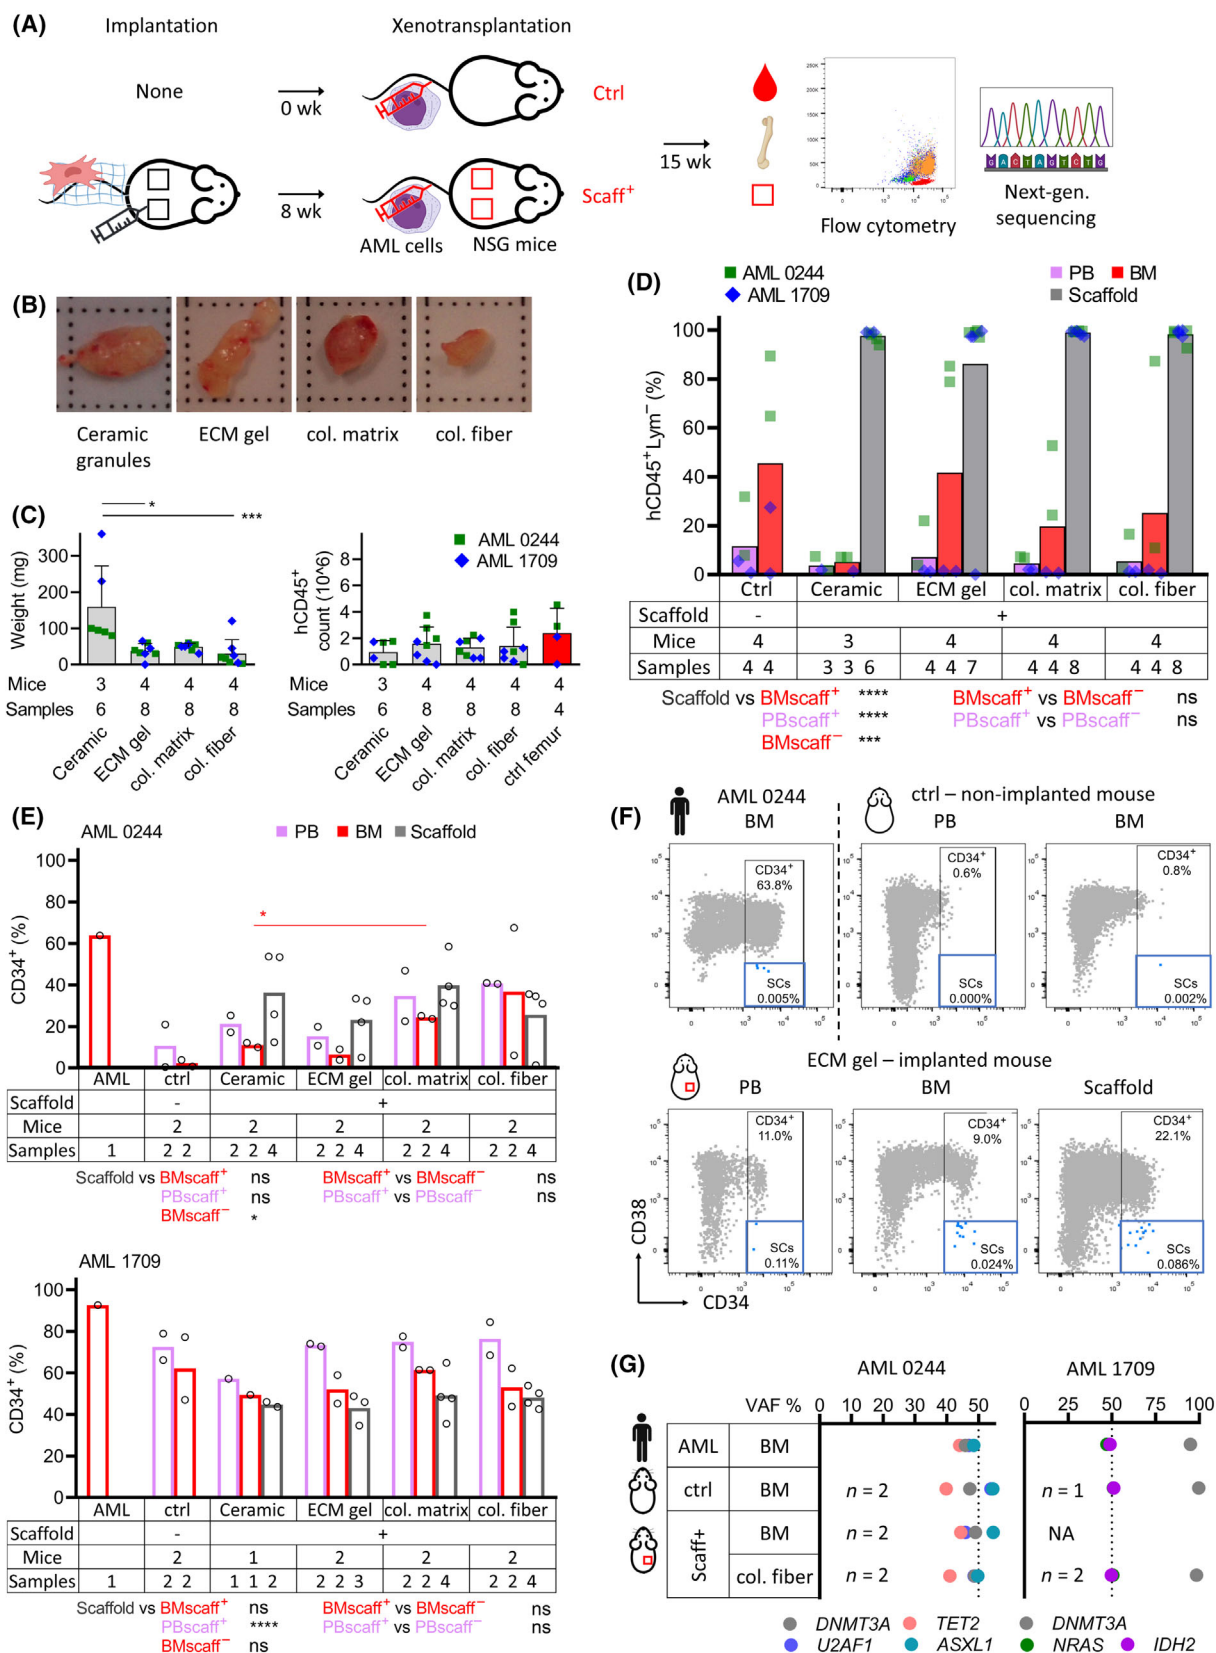 (A)
Implantation
Xenotransplantation
None
0 wk
Ctrl
8 wk
Scaff+
AML cells
NSG mice
15 wk
250K
200K
150K
100K
50K
0
G A C T A G T C T G
Flow cytometry
Next-gen. sequencing
(B)
Ceramic granules
ECM gel
col. matrix
col. fiber
(C)
*
***
AML 0244
AML 1709
Weight (mg)
300
200
100
0
Mice 3 4 4 4
Samples 6 8 8 8
Ceramic
ECM gel
col. matrix
col. fiber
hCD45+ count (10^6)
8
6
4
2
0
3 4 4 4 4
6 8 8 8 4
Ceramic
ECM gel
col. matrix
col. fiber
ctrl femur
(D)
AML 0244
AML 1709
PB
BM
Scaffold
hCD45+Lym− (%)
100
80
60
40
20
0
Ctrl Ceramic ECM gel col. matrix col. fiber
Scaffold - +
Mice 4 3 4 4 4
Samples 4 4 3 3 6 4 4 7 4 4 8 4 4 8
Scaffold vs BMscaff+ ****
PBscaff+ ****
BMscaff− ***
BMscaff+ vs BMscaff− ns
PBscaff+ vs PBscaff− ns
(E)
AML 0244
PB BM Scaffold
CD34+ (%)
100
80
60
40
20
0
*
AML ctrl Ceramic ECM gel col. matrix col. fiber
Scaffold - +
Mice 2 2 2 2 2
Samples 1 2 2 2 2 4 2 2 4 2 2 4 2 2 4
Scaffold vs BMscaff+ ns
PBscaff+ ns
BMscaff− *
BMscaff+ vs BMscaff− ns
PBscaff+ vs PBscaff− ns
AML 1709
CD34+ (%)
100
80
60
40
20
0
AML ctrl Ceramic ECM gel col. matrix col. fiber
Scaffold - +
Mice 2 1 2 2 2
Samples 1 2 2 1 1 2 2 2 3 2 2 4 2 2 4
Scaffold vs BMscaff+ ns
PBscaff+ ****
BMscaff− ns
BMscaff+ vs BMscaff− ns
PBscaff+ vs PBscaff− ns
(F)
AML 0244
BM
ctrl – non-implanted mouse
PB
BM
CD34+ 63.8%
SCs 0.005%
CD34+ 0.6%
SCs 0.000%
CD34+ 0.8%
SCs 0.002%
ECM gel – implanted mouse
PB
BM
Scaffold
CD34+ 11.0%
SCs 0.11%
CD34+ 9.0%
SCs 0.024%
CD34+ 22.1%
SCs 0.086%
CD38
CD34
(G)
AML 0244
AML 1709
VAF % 0 10 20 30 40 50
0 25 50 75 100
AML BM
ctrl BM n = 2 n = 1
Scaff+
BM n = 2 NA
col. fiber n = 2 n = 2
DNMT3A TET2 DNMT3A
U2AF1 ASXL1 NRAS IDH2